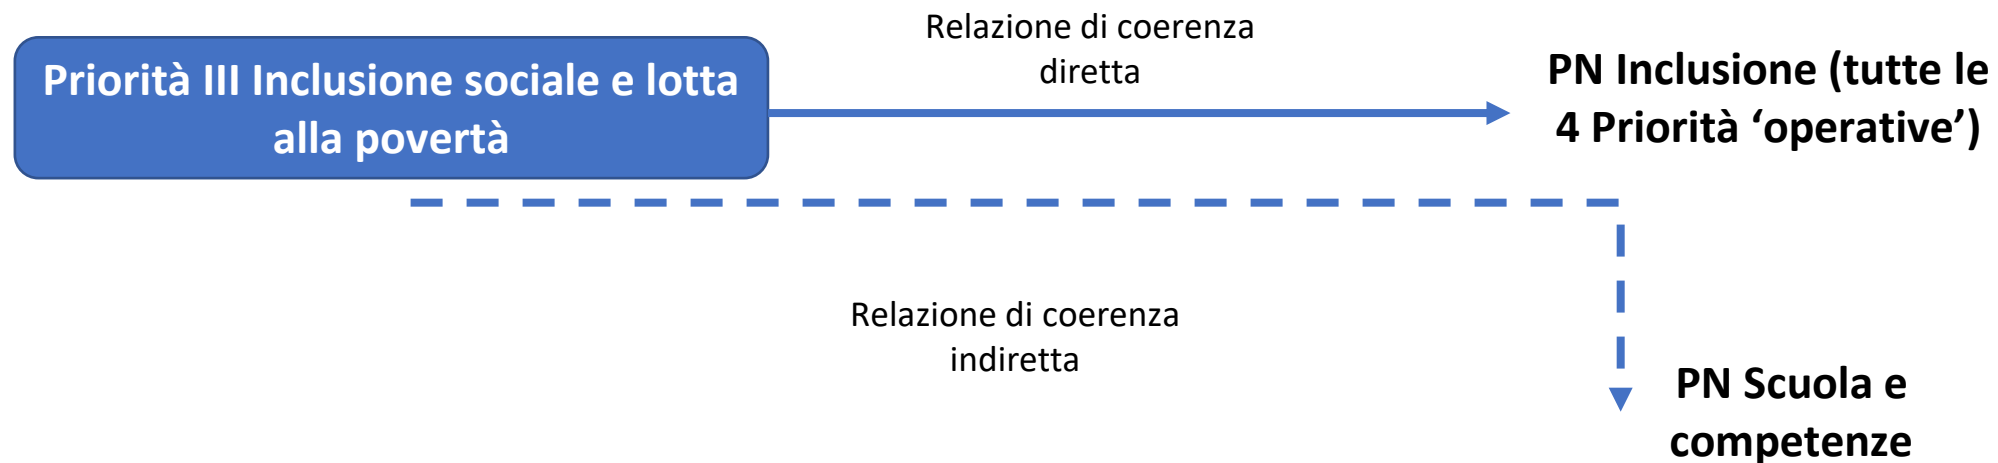 Relazione di coerenza
diretta
Priorità III Inclusione sociale e lotta
alla povertà
PN Inclusione (tutte le
4 Priorità ‘operative’)
Relazione di coerenza
indiretta
PN Scuola e
competenze